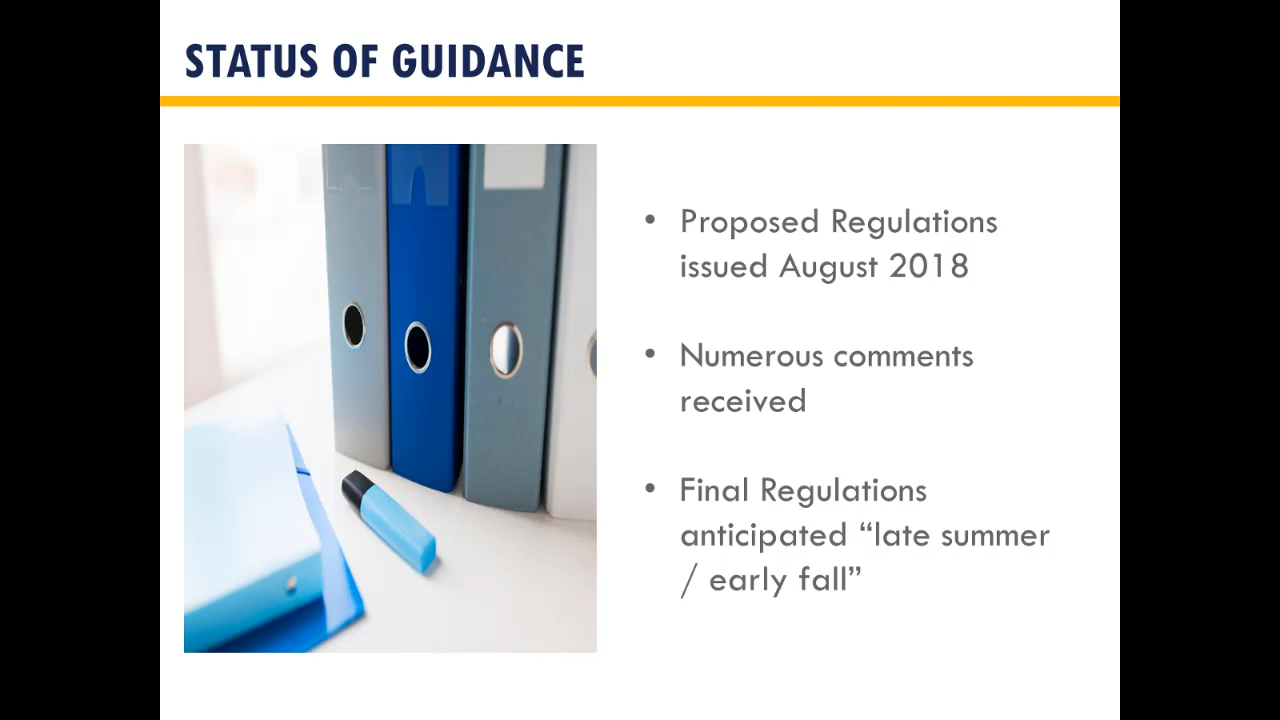 STATUS OF GUIDANCE
• Proposed Regulations
issued August 2018
• Numerous comments
received
• Final Regulations
anticipated “late summer
/ early fall”